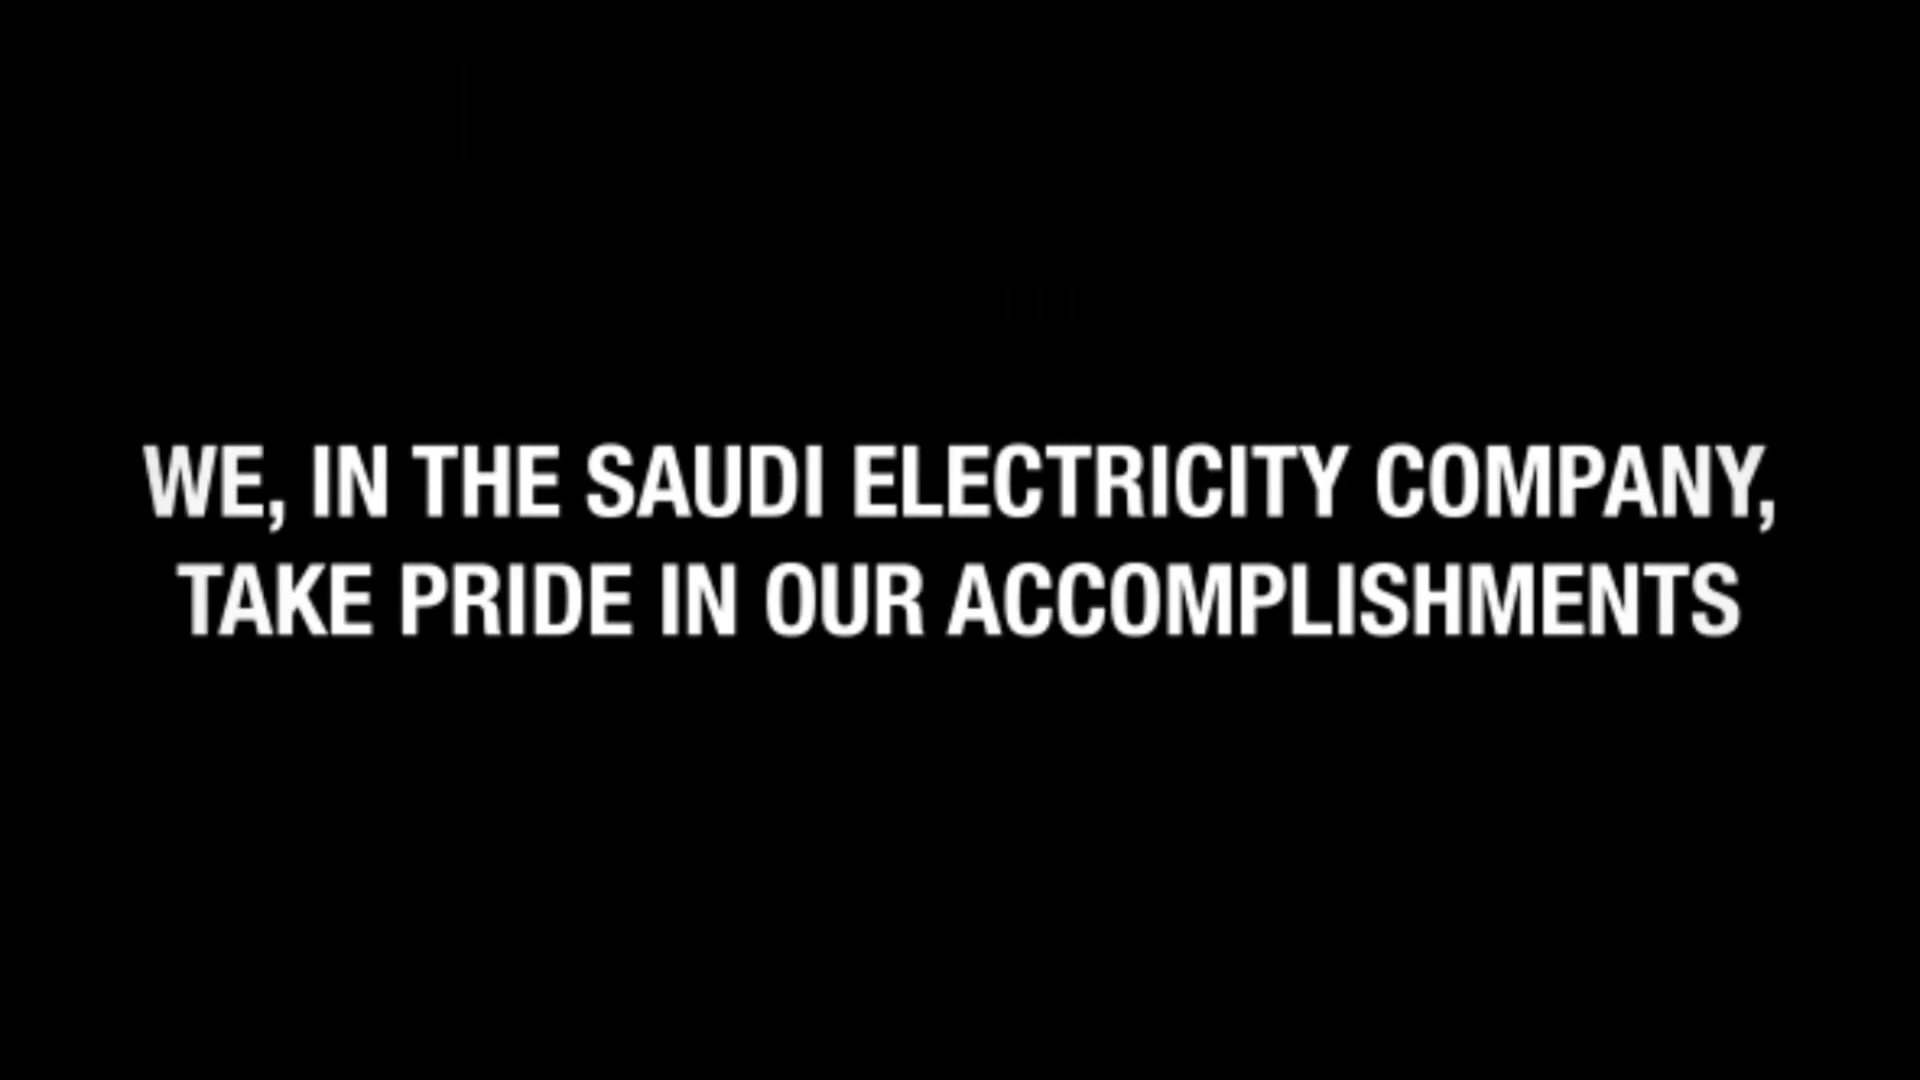 WE, IN THE SAUDI ELECTRICITY COMPANY,
TAKE PRIDE IN OUR ACCOMPLISHMENTS